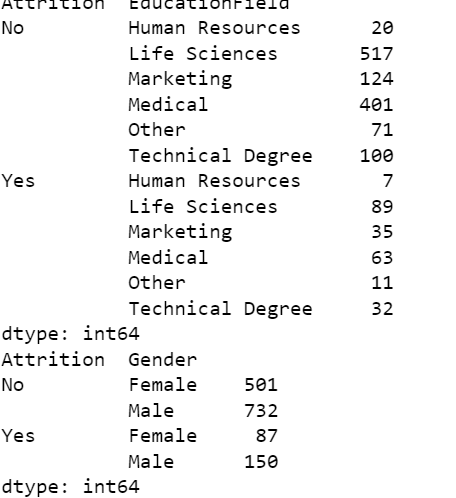 Attrition  EducationField
No         Human Resources      20
           Life Sciences       517
           Marketing           124
           Medical             401
           Other                71
           Technical Degree    100
Yes        Human Resources       7
           Life Sciences        89
           Marketing            35
           Medical              63
           Other                11
           Technical Degree     32
dtype: int64
Attrition  Gender
No         Female    501
           Male      732
Yes        Female     87
           Male      150
dtype: int64